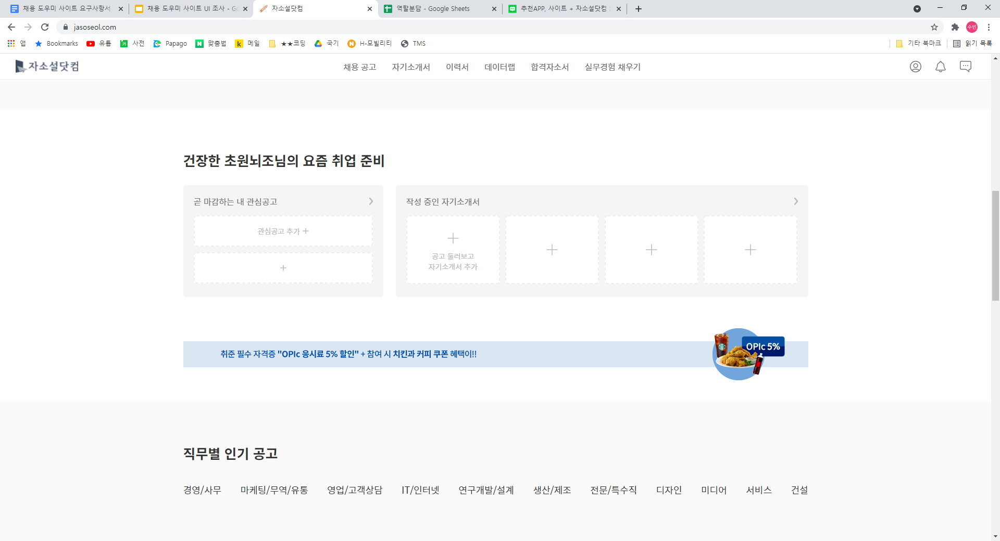 채용 도우미 사이트 요구사항서
채용 도우미 사이트 UI 조사 - Go
자소설닷컴
역할분담 - Google Sheets
추천APP, 사이트 + 자소설닷컴
jasoseol.com
수빈
앱
Bookmarks
유튭
사전
Papago
맞춤법
메일
★★코딩
국기
H-모빌리티
TMS
기타 북마크
읽기 목록
자소설닷컴
채용 공고
자기소개서
이력서
데이터랩
합격자소서
실무경험 채우기
건장한 초원뇌조님의 요즘 취업 준비
곧 마감하는 내 관심공고
관심공고 추가 +
+
작성 중인 자기소개서
+
공고 둘러보고
자기소개서 추가
+
+
+
취준 필수 자격증 "OPIc 응시료 5% 할인" + 참여 시 치킨과 커피 쿠폰 혜택이!!
OPIc 5%
직무별 인기 공고
경영/사무
마케팅/무역/유통
영업/고객상담
IT/인터넷
연구개발/설계
생산/제조
전문/특수직
디자인
미디어
서비스
건설